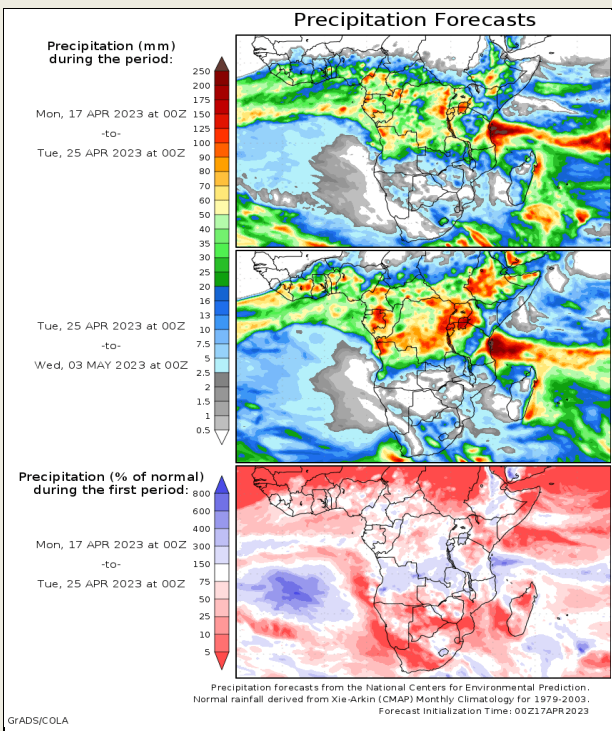 Precipitation Forecasts
Precipitation (mm)
during the period:
Mon, 17 APR 2023 at 00Z
-to-
Tue, 25 APR 2023 at 00Z
250
200
175
150
125
100
90
80
70
60
50
40
35
30
25
20
16
13
10
7.5
5
2.5
2
1.5
1
0.5
Tue, 25 APR 2023 at 00Z
-to-
Wed, 03 MAY 2023 at 00Z
Precipitation (% of normal)
during the first period:
Mon, 17 APR 2023 at 00Z
-to-
Tue, 25 APR 2023 at 00Z
800
600
400
300
150
75
50
25
10
5
Precipitation forecasts from the National Centers for Environmental Prediction.
Normal rainfall derived from Xie-Arkin (CMAP) Monthly Climatology for 1979-2003.
Forecast Initialization Time: 00Z17APR2023
GrADS/COLA